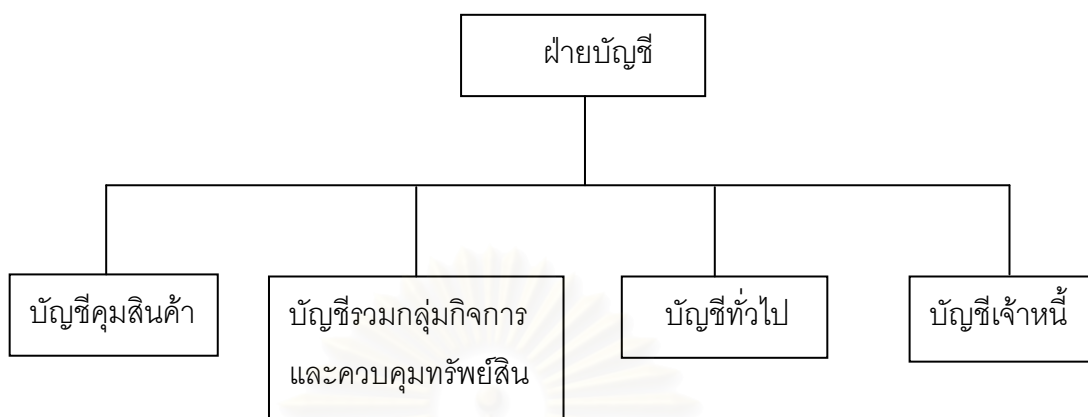 ฝ่ายบัญชี
บัญชีคุมสินค้า
บัญชีรวมกลุ่มกิจการ
และควบคุมทรัพย์สิน
บัญชีทั่วไป
บัญชีเจ้าหนี้